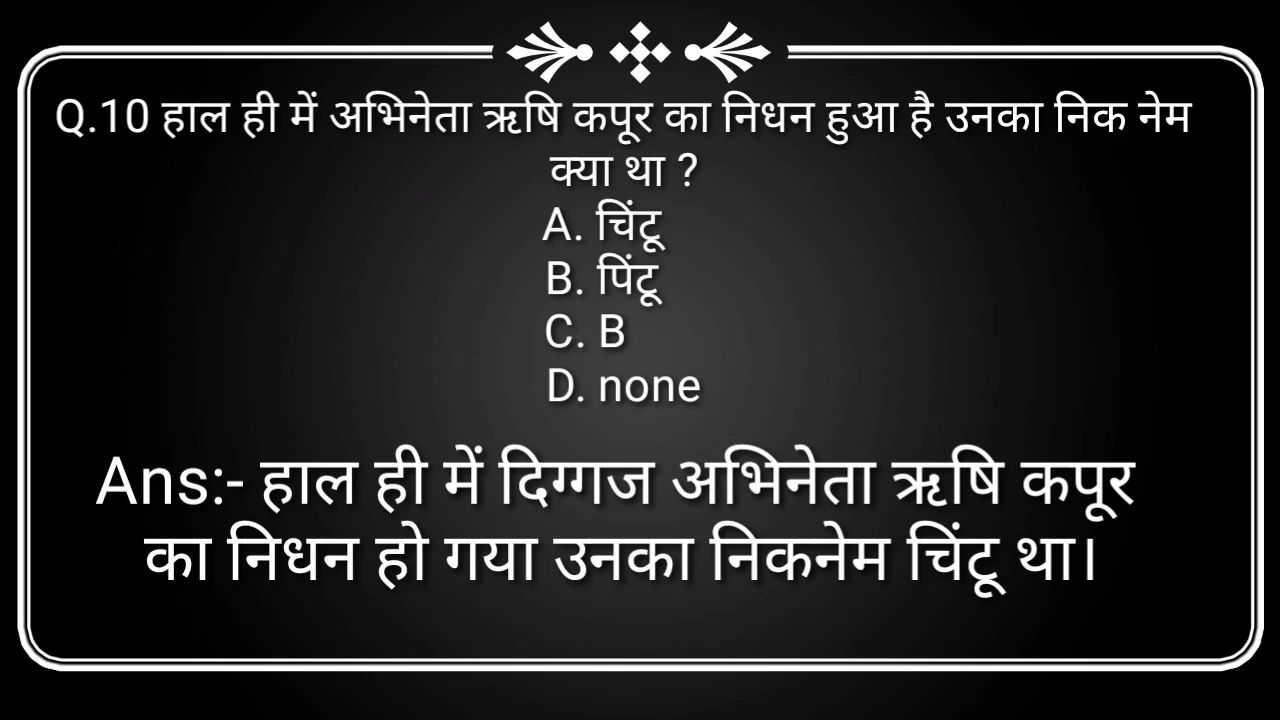 Q.10 हाल ही में अभिनेता ऋषि कपूर का निधन हुआ है उनका निक नेम
क्या था ?
A. चिंटू
B. पिंटू
C. B
D. none
Ans:- हाल ही में दिग्गज अभिनेता ऋषि कपूर
का निधन हो गया उनका निकनेम चिंटू था।